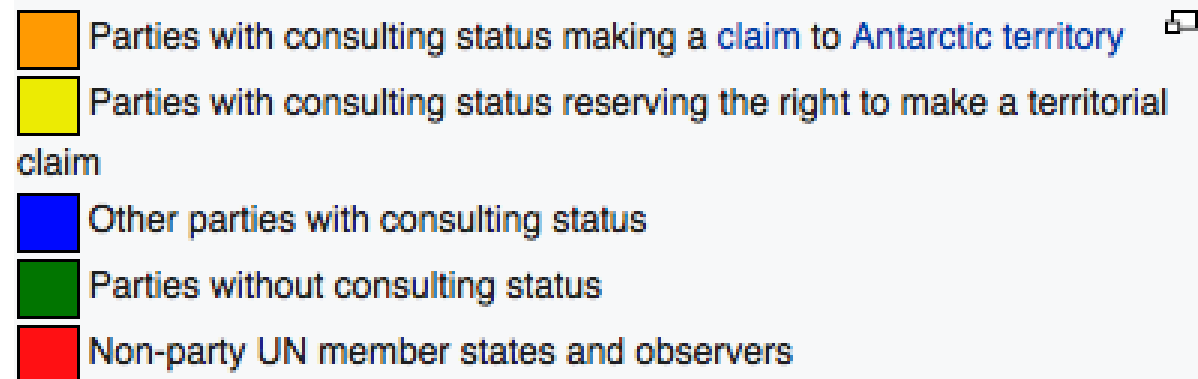 Parties with consulting status making a claim to Antarctic territory
Parties with consulting status reserving the right to make a territorial
claim
Other parties with consulting status
Parties without consulting status
Non-party UN member states and observers